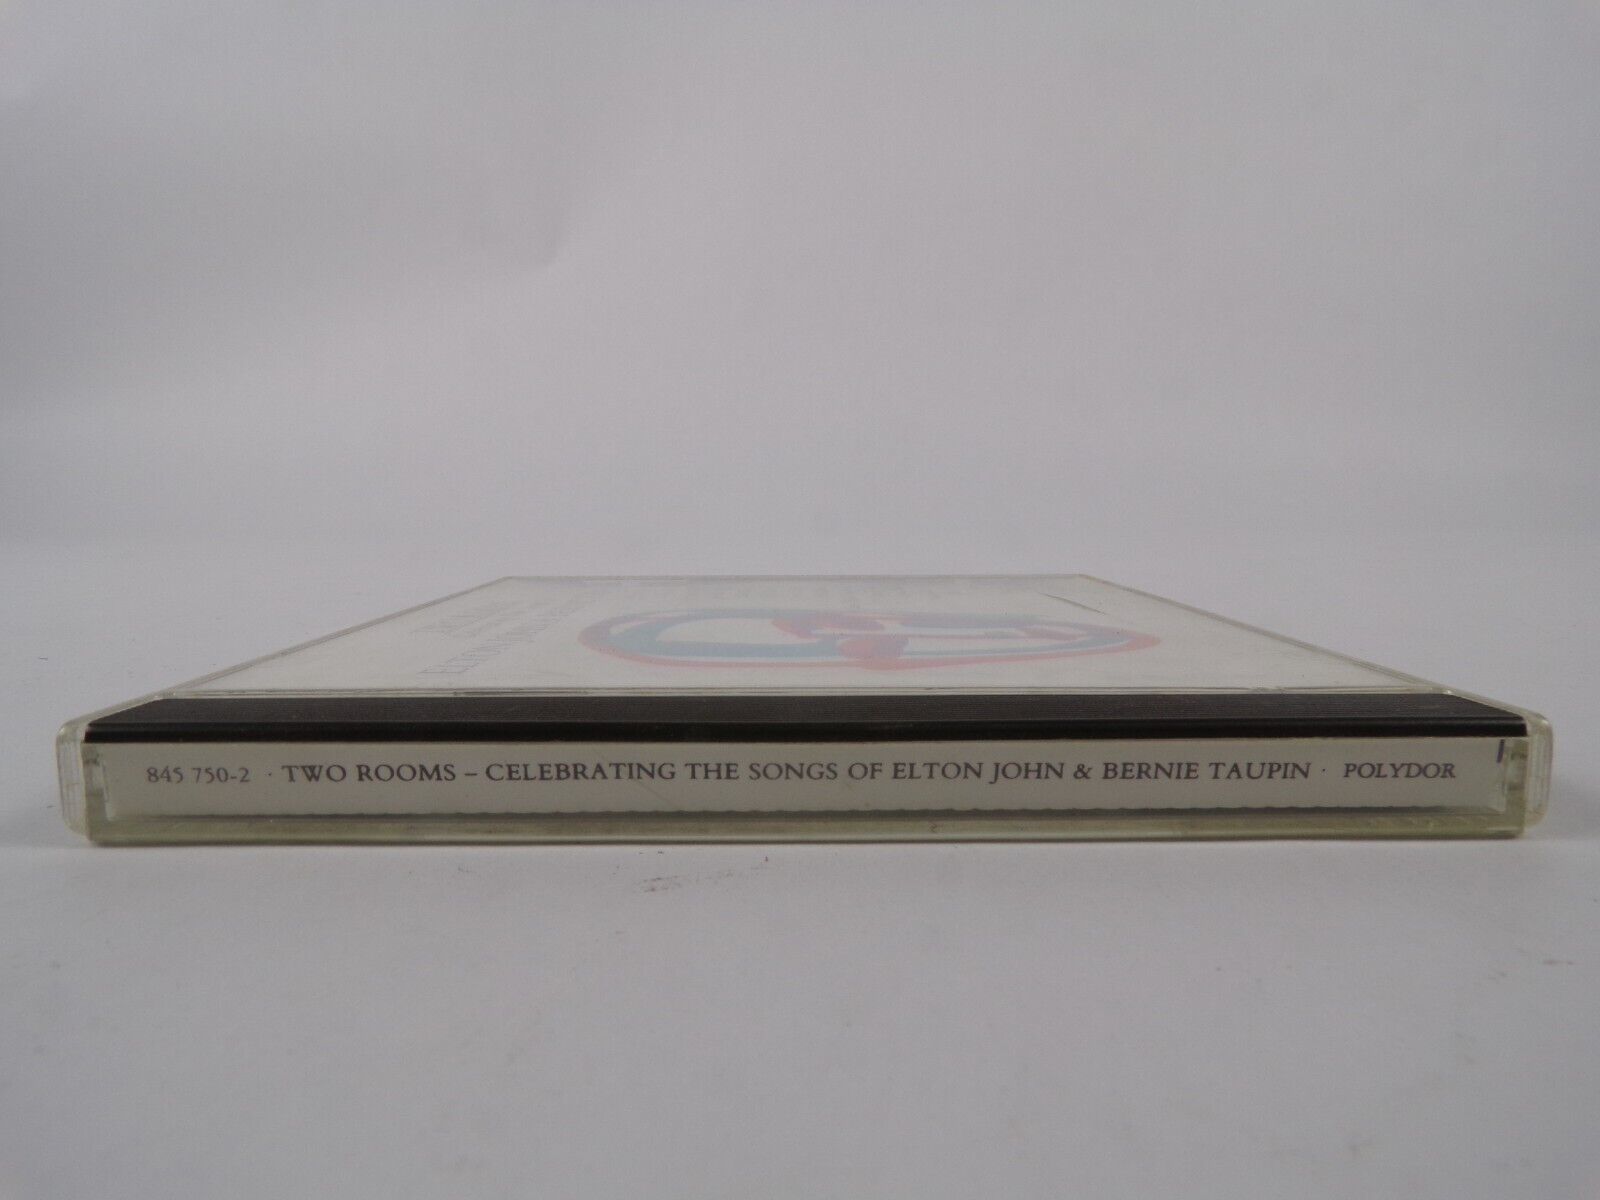 845 750-2 · TWO ROOMS – CELEBRATING THE SONGS OF ELTON JOHN & BERNIE TAUPIN · POLYDOR